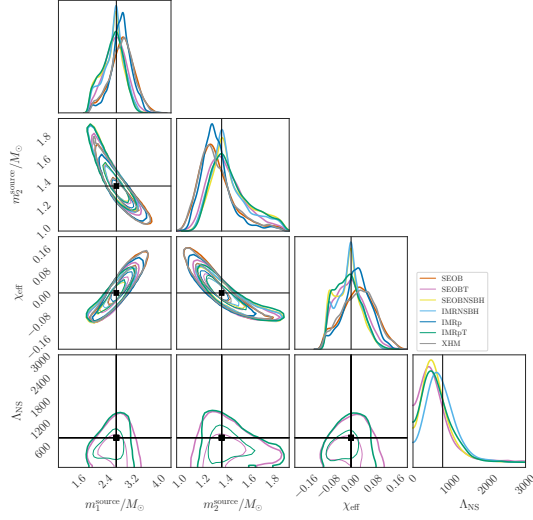 m₂^source/M⊙
1.8
1.6
1.4
1.2
1.0
χeff
0.16
0.08
0.00
−0.08
−0.16
SEOB
SEOBT
SEOBNSBH
IMRNSBH
IMRp
IMRpT
XHM
ΛNS
3000
2400
1800
1200
600
1.6 2.4 3.2 4.0
1.0 1.2 1.4 1.6 1.8
−0.16 −0.08 0.00 0.08 0.16
0 1000 2000 3000
m₁^source/M⊙
m₂^source/M⊙
χeff
ΛNS